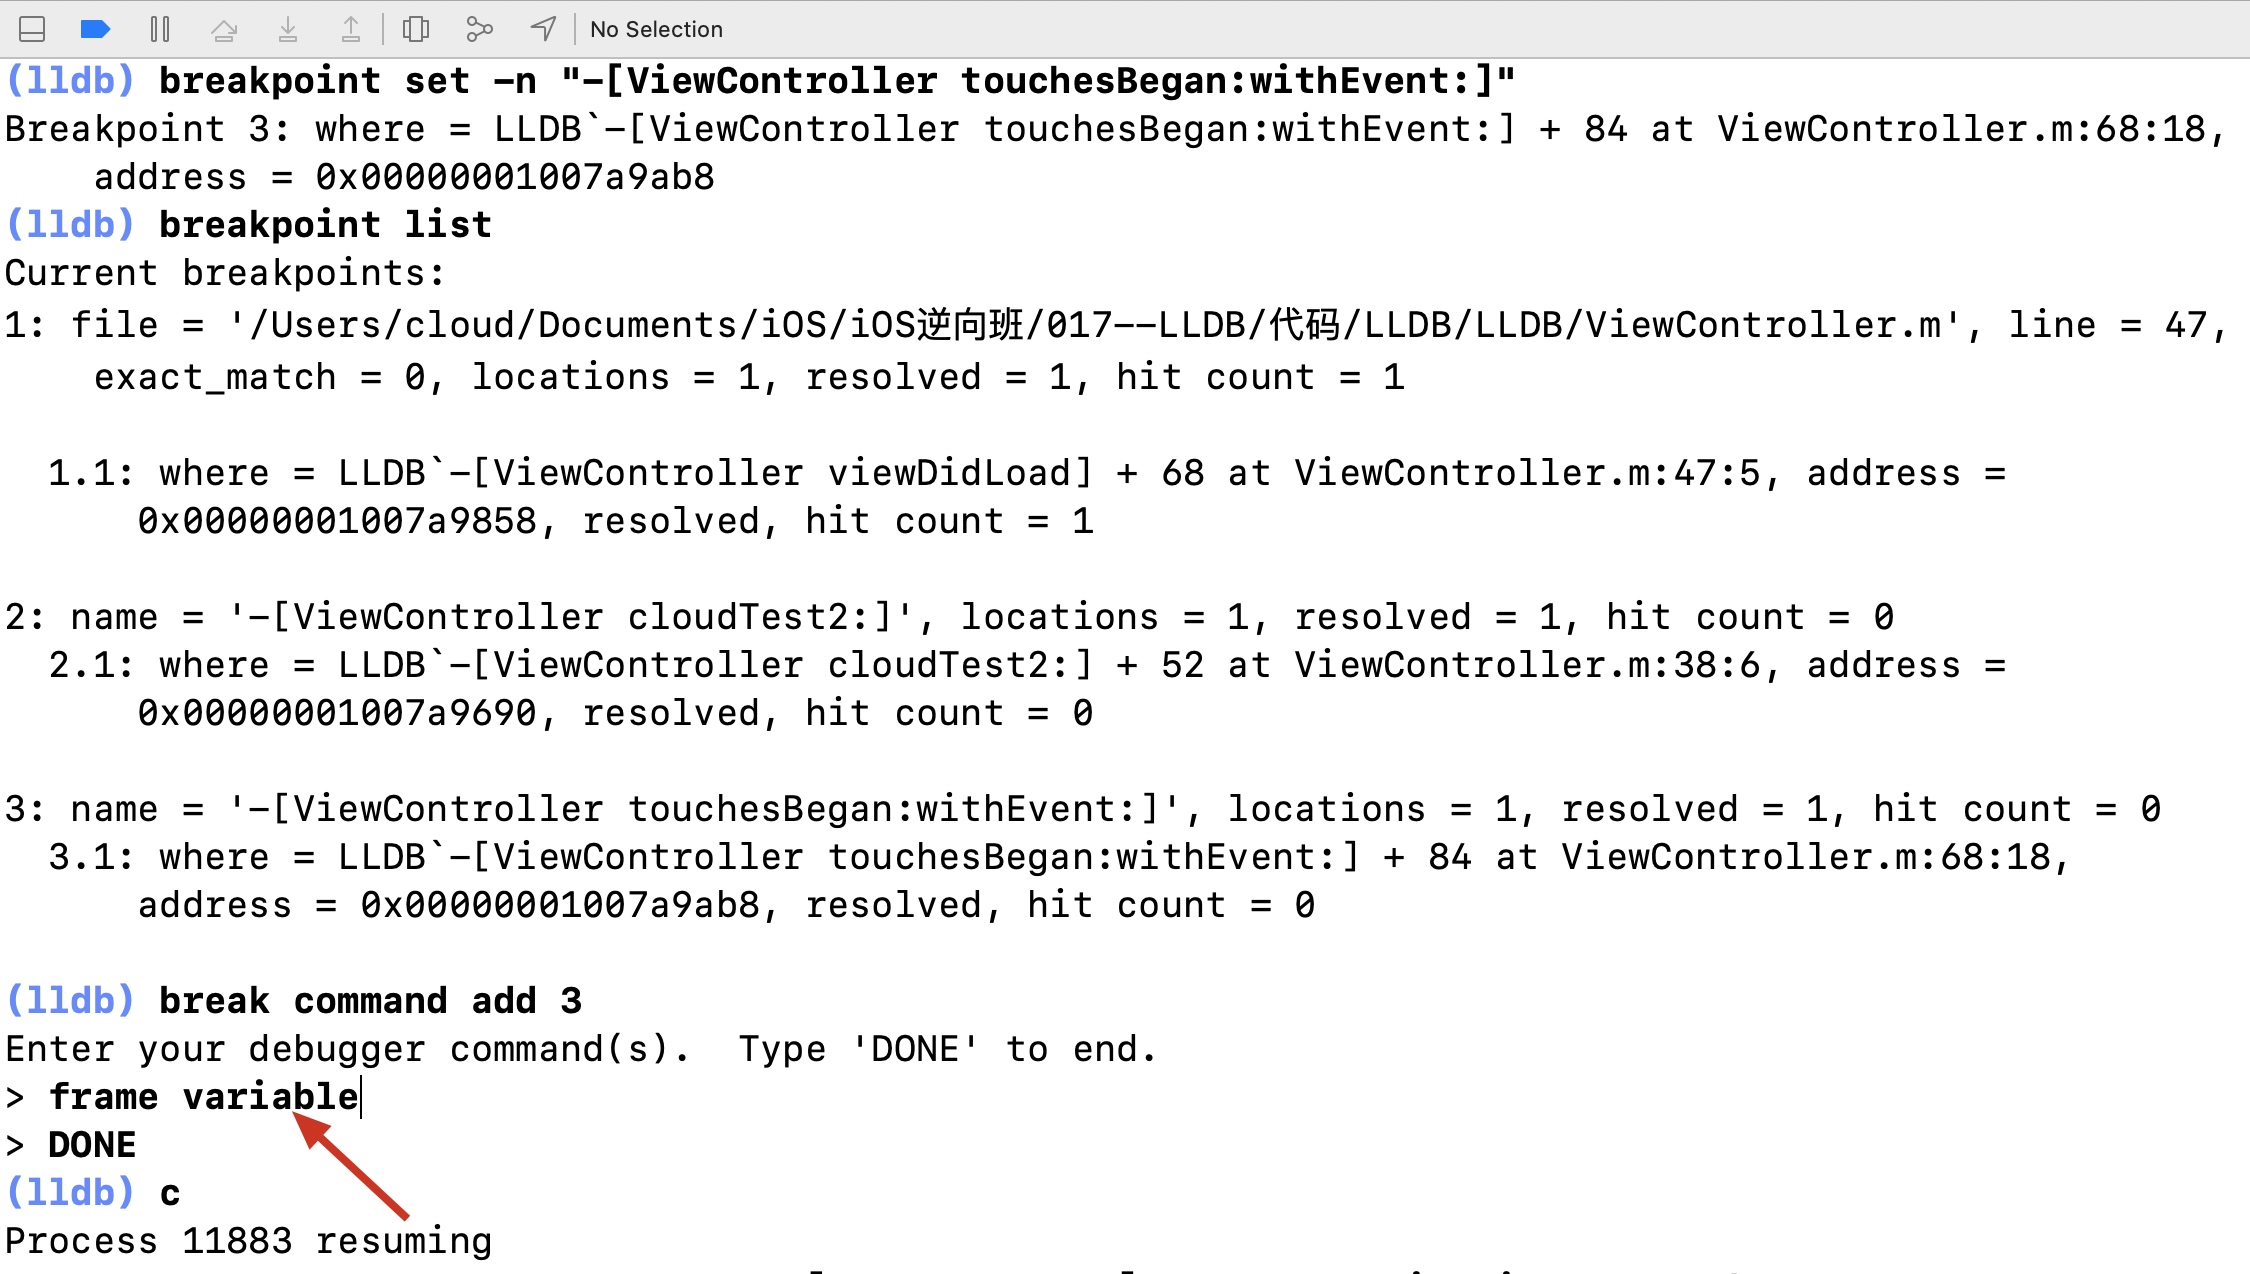 No Selection
(lldb) breakpoint set -n "-[ViewController touchesBegan:withEvent:]"
Breakpoint 3: where = LLDB`-[ViewController touchesBegan:withEvent:] + 84 at ViewController.m:68:18,
address = 0x00000001007a9ab8
(lldb) breakpoint list
Current breakpoints:
1: file = '/Users/cloud/Documents/iOS/iOS逆向班/017--LLDB/代码/LLDB/LLDB/ViewController.m', line = 47,
exact_match = 0, locations = 1, resolved = 1, hit count = 1
1.1: where = LLDB`-[ViewController viewDidLoad] + 68 at ViewController.m:47:5, address =
0x00000001007a9858, resolved, hit count = 1
2: name = '-[ViewController cloudTest2:]', locations = 1, resolved = 1, hit count = 0
2.1: where = LLDB`-[ViewController cloudTest2:] + 52 at ViewController.m:38:6, address =
0x00000001007a9690, resolved, hit count = 0
3: name = '-[ViewController touchesBegan:withEvent:]', locations = 1, resolved = 1, hit count = 0
3.1: where = LLDB`-[ViewController touchesBegan:withEvent:] + 84 at ViewController.m:68:18,
address = 0x00000001007a9ab8, resolved, hit count = 0
(lldb) break command add 3
Enter your debugger command(s).  Type 'DONE' to end.
> frame variable
> DONE
(lldb) c
Process 11883 resuming